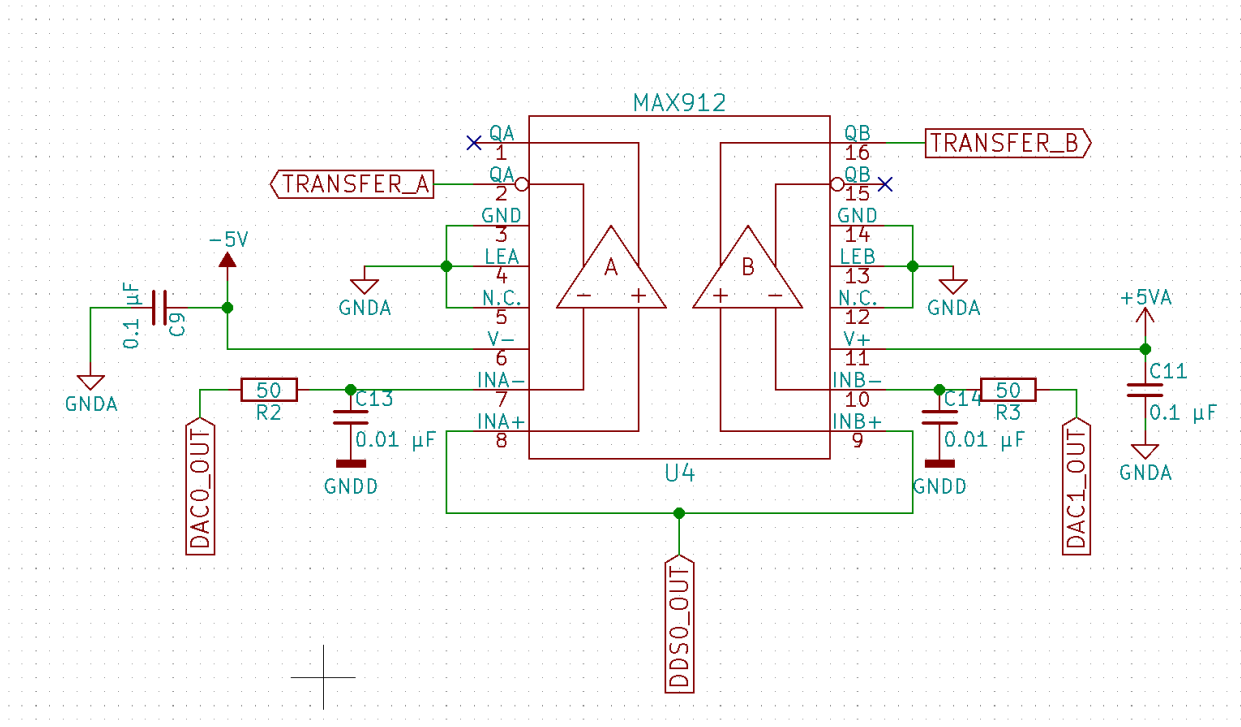 MAX912
QA
1
QB
16
TRANSFER_B
TRANSFER_A
QA
2
QB
15
GND
3
GND
14
-5V
LEA
4
A
B
LEB
13
GNDA
GNDA
0.1 µF
C9
N.C.
5
−
+
+
−
N.C.
12
+5VA
V-
6
V+
11
GNDA
50
R2
C13
0.01 µF
GNDD
INA-
7
INB-
10
C14
0.01 µF
GNDD
50
R3
C11
0.1 µF
GNDA
INA+
8
INB+
9
U4
DAC0_OUT
DAC1_OUT
DDS0_OUT